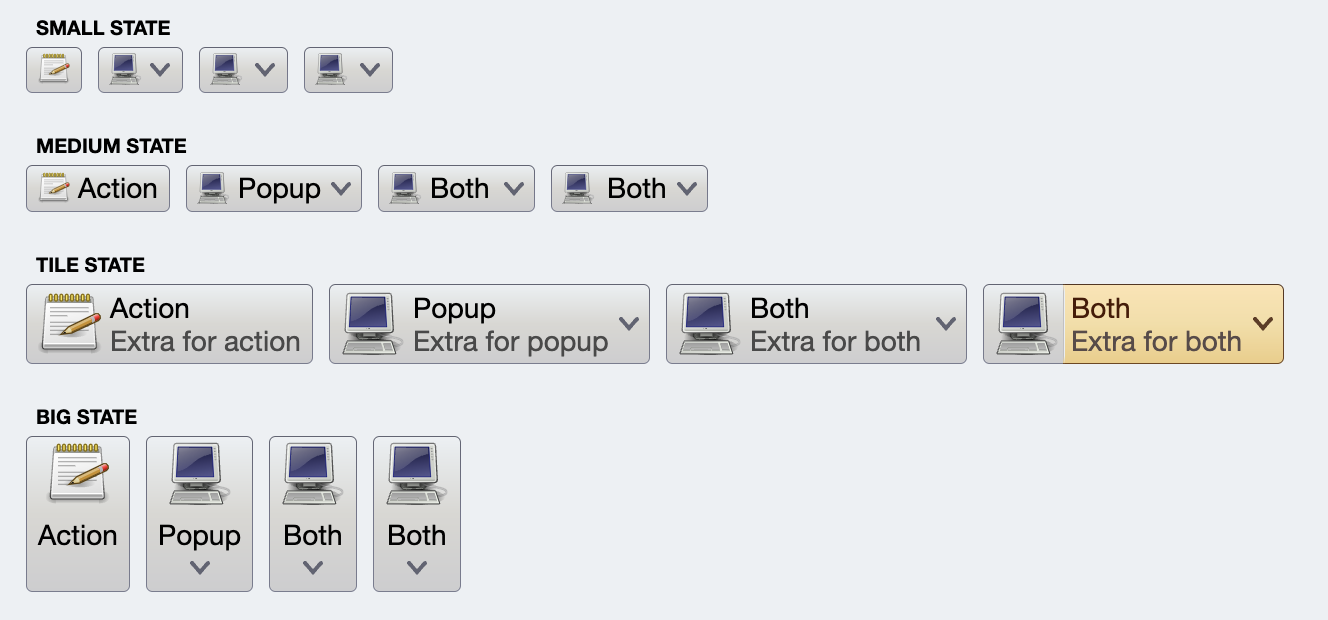 SMALL STATE
MEDIUM STATE
Action Popup Both Both
TILE STATE
Action Popup Both Both
Extra for action Extra for popup Extra for both Extra for both
BIG STATE
Action Popup Both Both